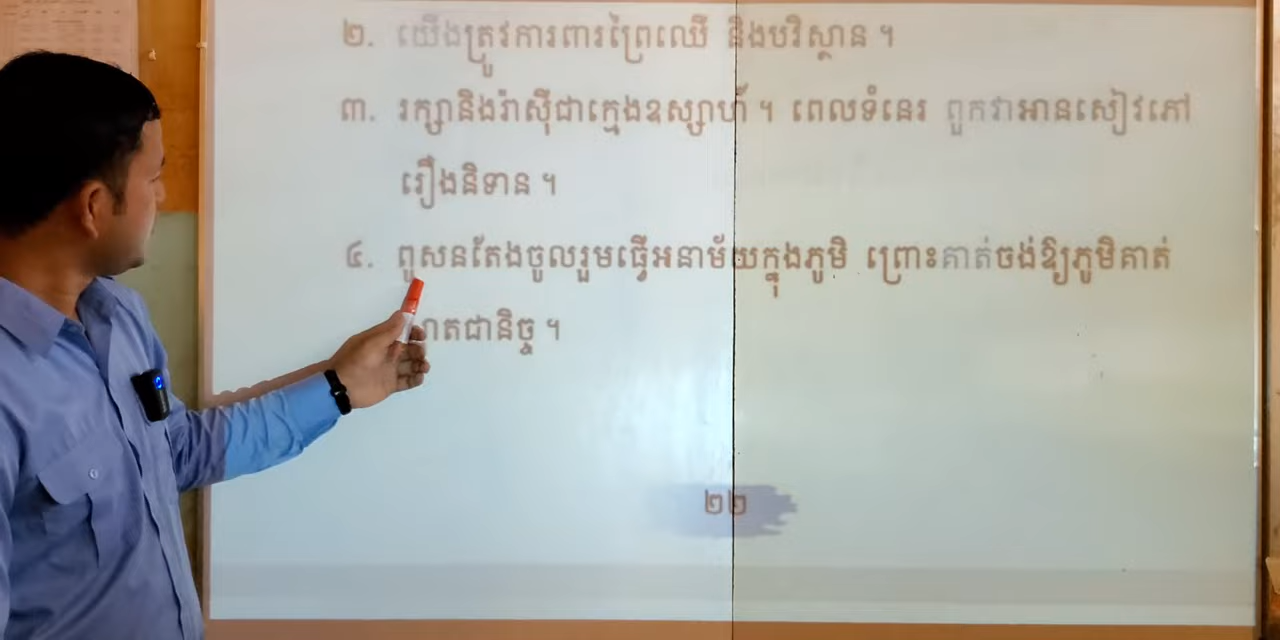 ២. យើងត្រូវការពារព្រៃឈើ និងបរិស្ថាន ។
៣. រក្សានិងរ៉ាស៊ីជាក្មេងឧស្សាហ៍ ។ ពេលទំនេរ ពួកវាអានសៀវភៅ
រឿងនិទាន ។
៤. ពូសនតែងចូលរួមធ្វើអនាម័យក្នុងភូមិ ព្រោះគាត់ចង់ឱ្យភូមិគាត់
ជានិច្ច ។
២២